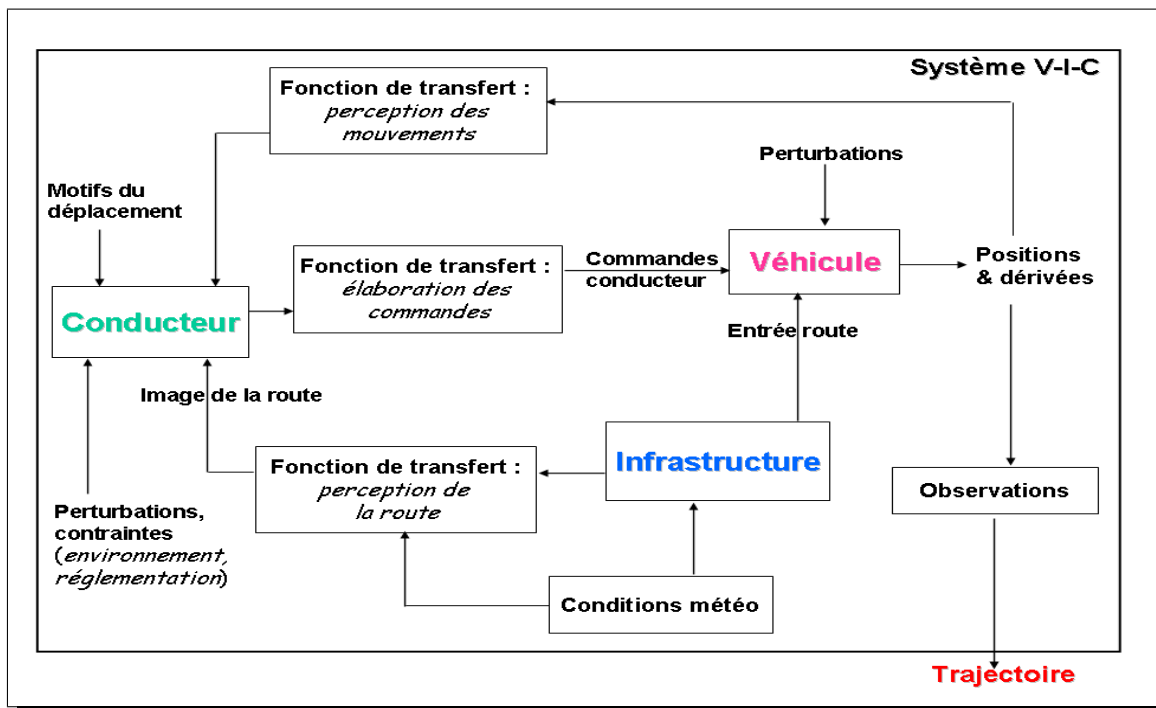 Système V-I-C
Fonction de transfert :
perception des
mouvements
Perturbations
Motifs du
déplacement
Fonction de transfert :
élaboration des
commandes
Commandes
conducteur
Véhicule
Positions
& dérivées
Conducteur
Entrée route
Image de la route
Fonction de transfert :
perception de
la route
Infrastructure
Observations
Perturbations,
contraintes
(environnement,
réglementation)
Conditions météo
Trajectoire